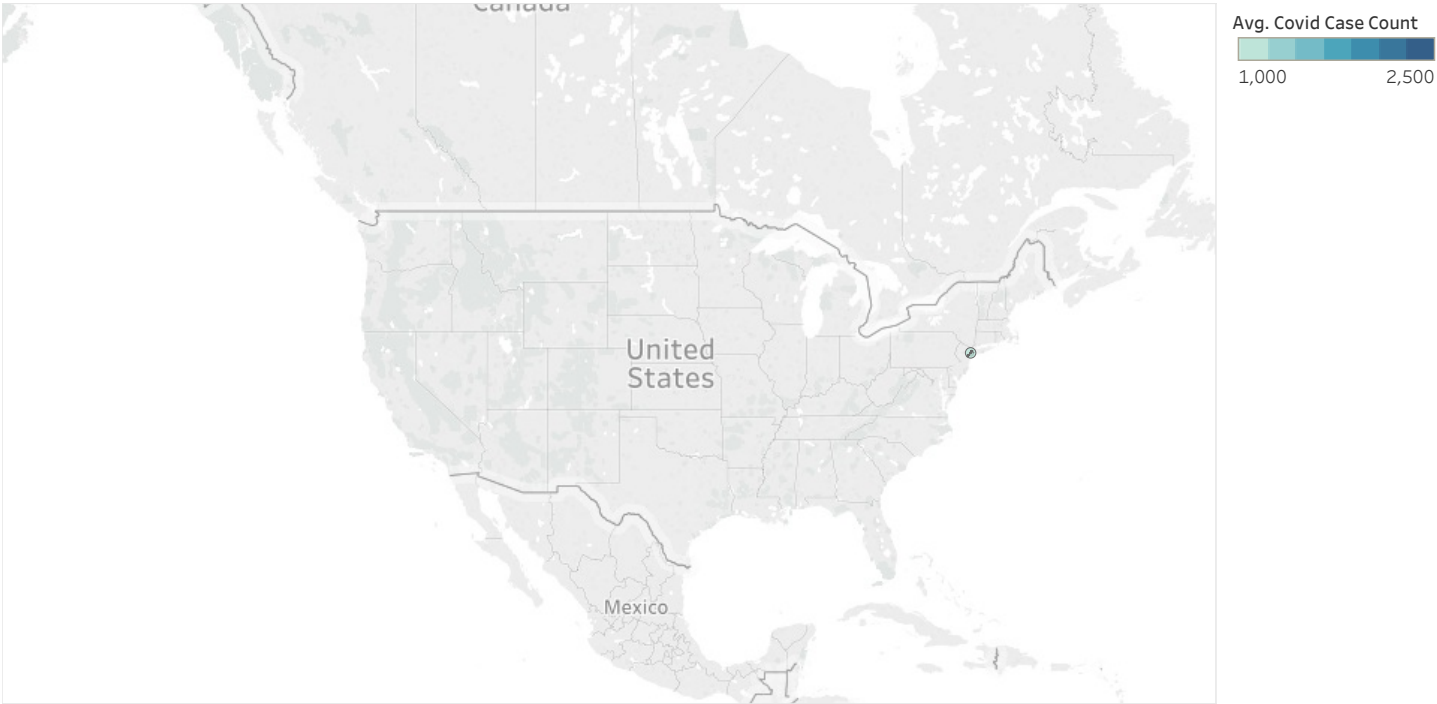 Canada
United
States
Mexico
Avg. Covid Case Count
1,000 2,500